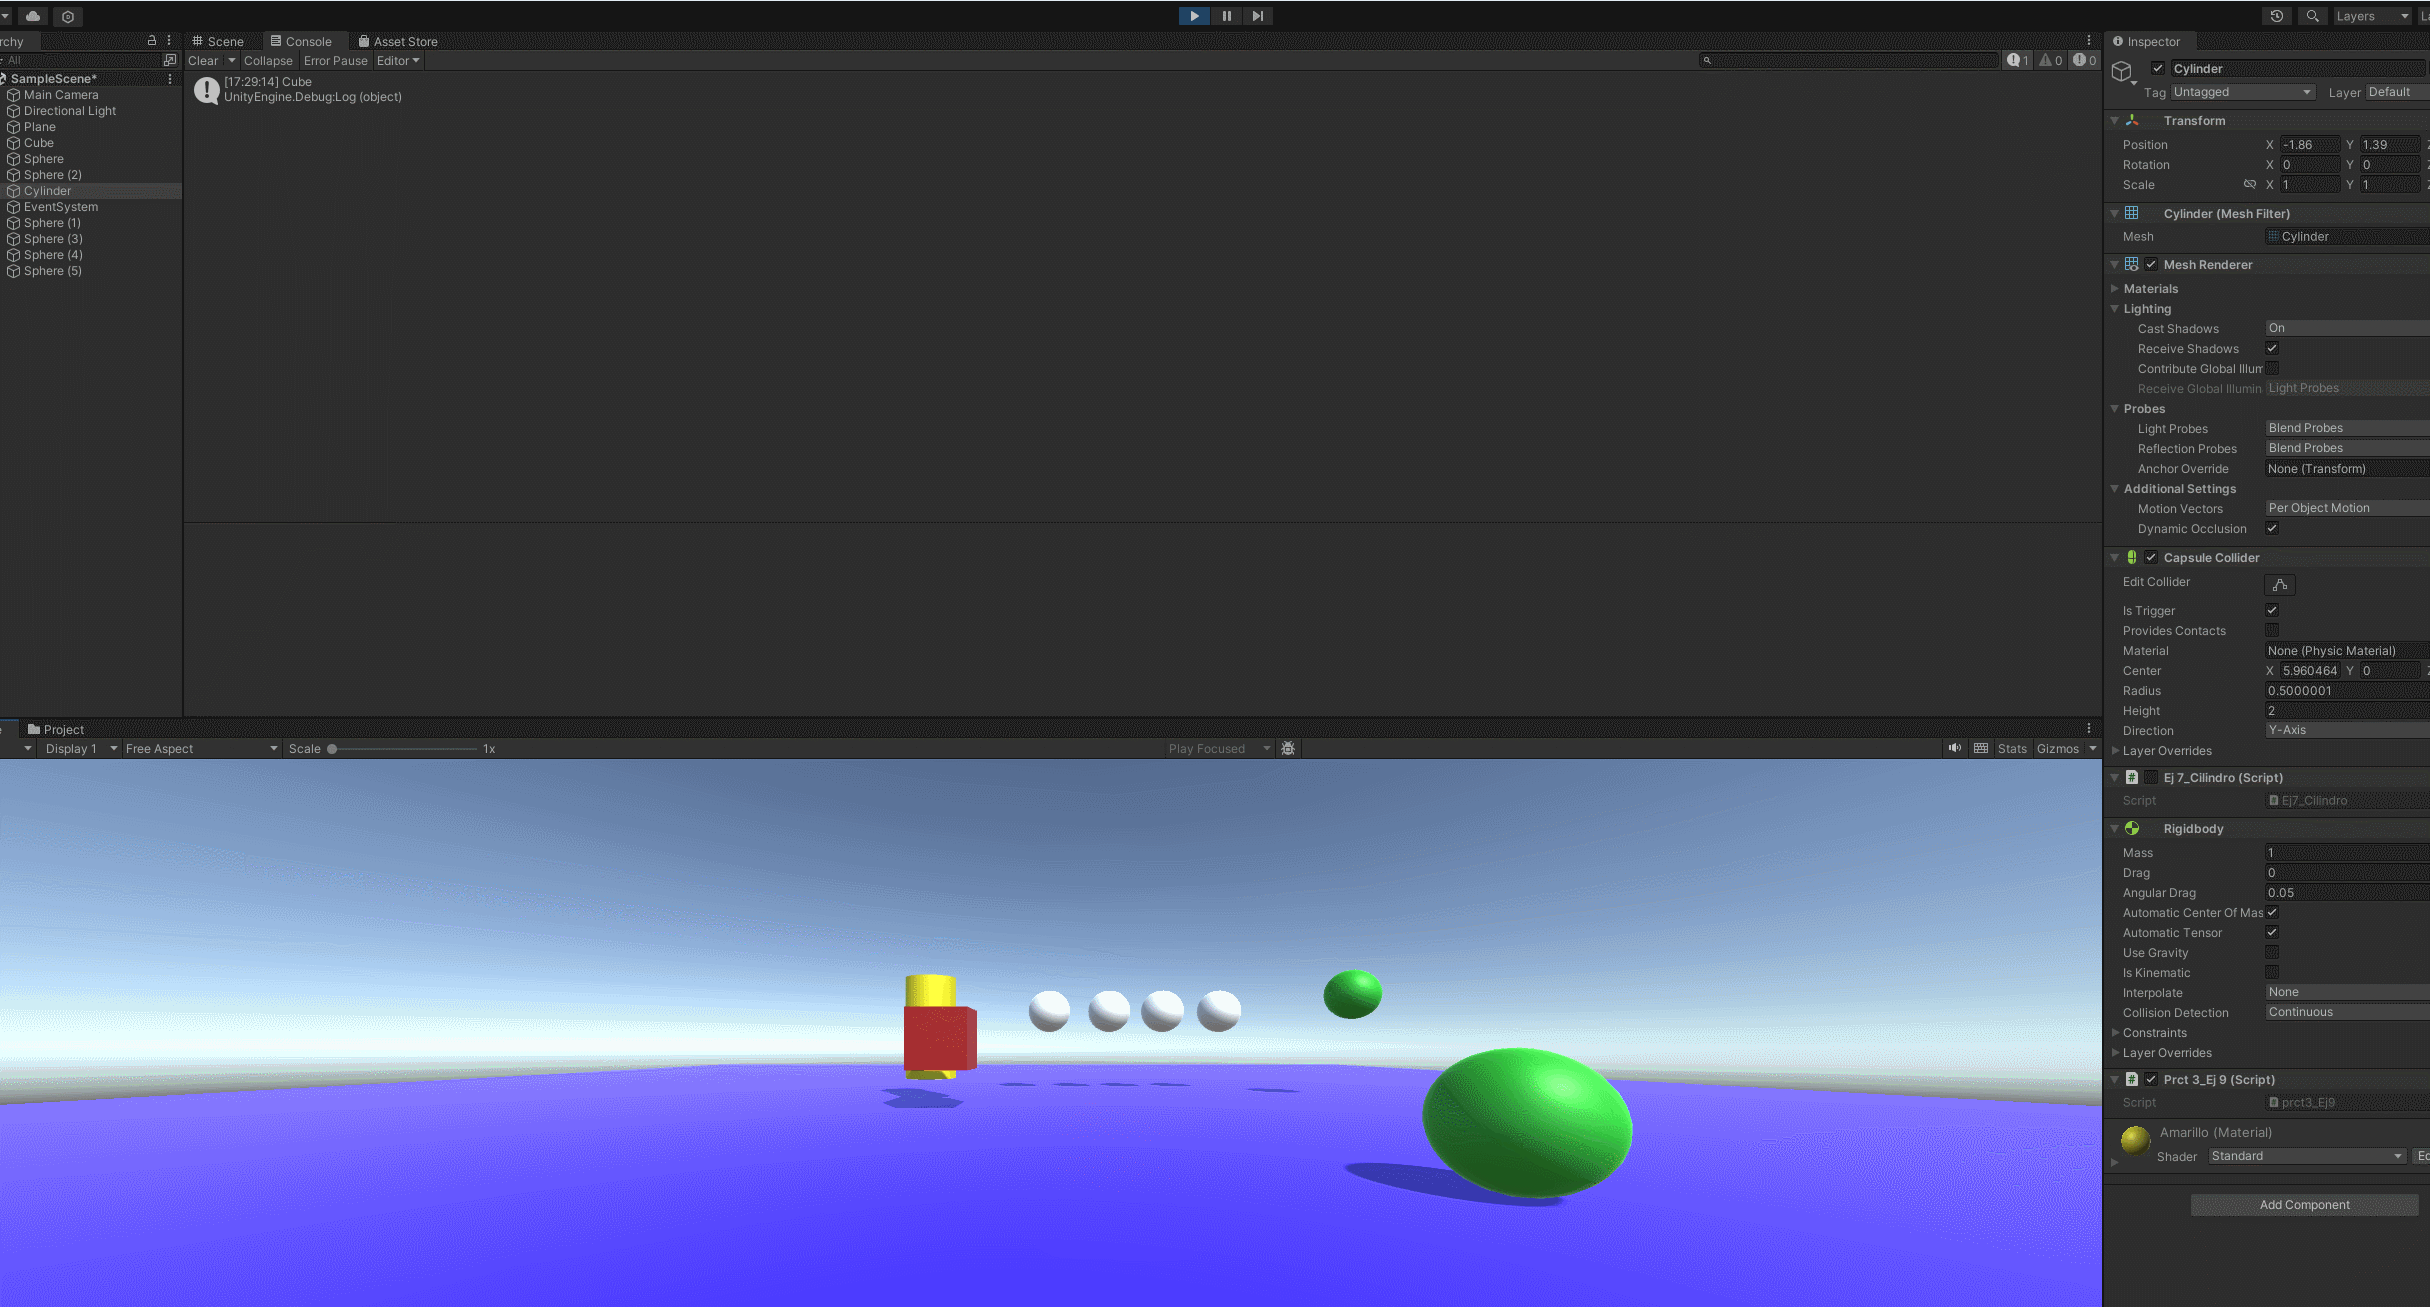 Layers
rchy
All
SampleScene*
Main Camera
Directional Light
Plane
Cube
Sphere
Sphere (2)
Cylinder
EventSystem
Sphere (1)
Sphere (3)
Sphere (4)
Sphere (5)
Scene
Console
Asset Store
Clear
Collapse
Error Pause
Editor
1
0
0
[17:29:14] Cube
UnityEngine.Debug:Log (object)
Project
Display 1
Free Aspect
Scale
1x
Play Focused
Stats
Gizmos
Inspector
Cylinder
Tag Untagged Layer Default
Transform
Position X -1.86 Y 1.39
Rotation X 0 Y 0
Scale X 1 Y 1
Cylinder (Mesh Filter)
Mesh Cylinder
Mesh Renderer
Materials
Lighting
Cast Shadows On
Receive Shadows
Contribute Global Illum
Receive Global Illumin Light Probes
Probes
Light Probes Blend Probes
Reflection Probes Blend Probes
Anchor Override None (Transform)
Additional Settings
Motion Vectors Per Object Motion
Dynamic Occlusion
Capsule Collider
Edit Collider
Is Trigger
Provides Contacts
Material None (Physic Material)
Center X 5.960464 Y 0
Radius 0.5000001
Height 2
Direction Y-Axis
Layer Overrides
Ej 7_Cilindro (Script)
Script Ej7_Cilindro
Rigidbody
Mass 1
Drag 0
Angular Drag 0.05
Automatic Center Of Mas
Automatic Tensor
Use Gravity
Is Kinematic
Interpolate None
Collision Detection Continuous
Constraints
Layer Overrides
Prct 3_Ej 9 (Script)
Script prct3_Ej9
Amarillo (Material)
Shader Standard Ed
Add Component